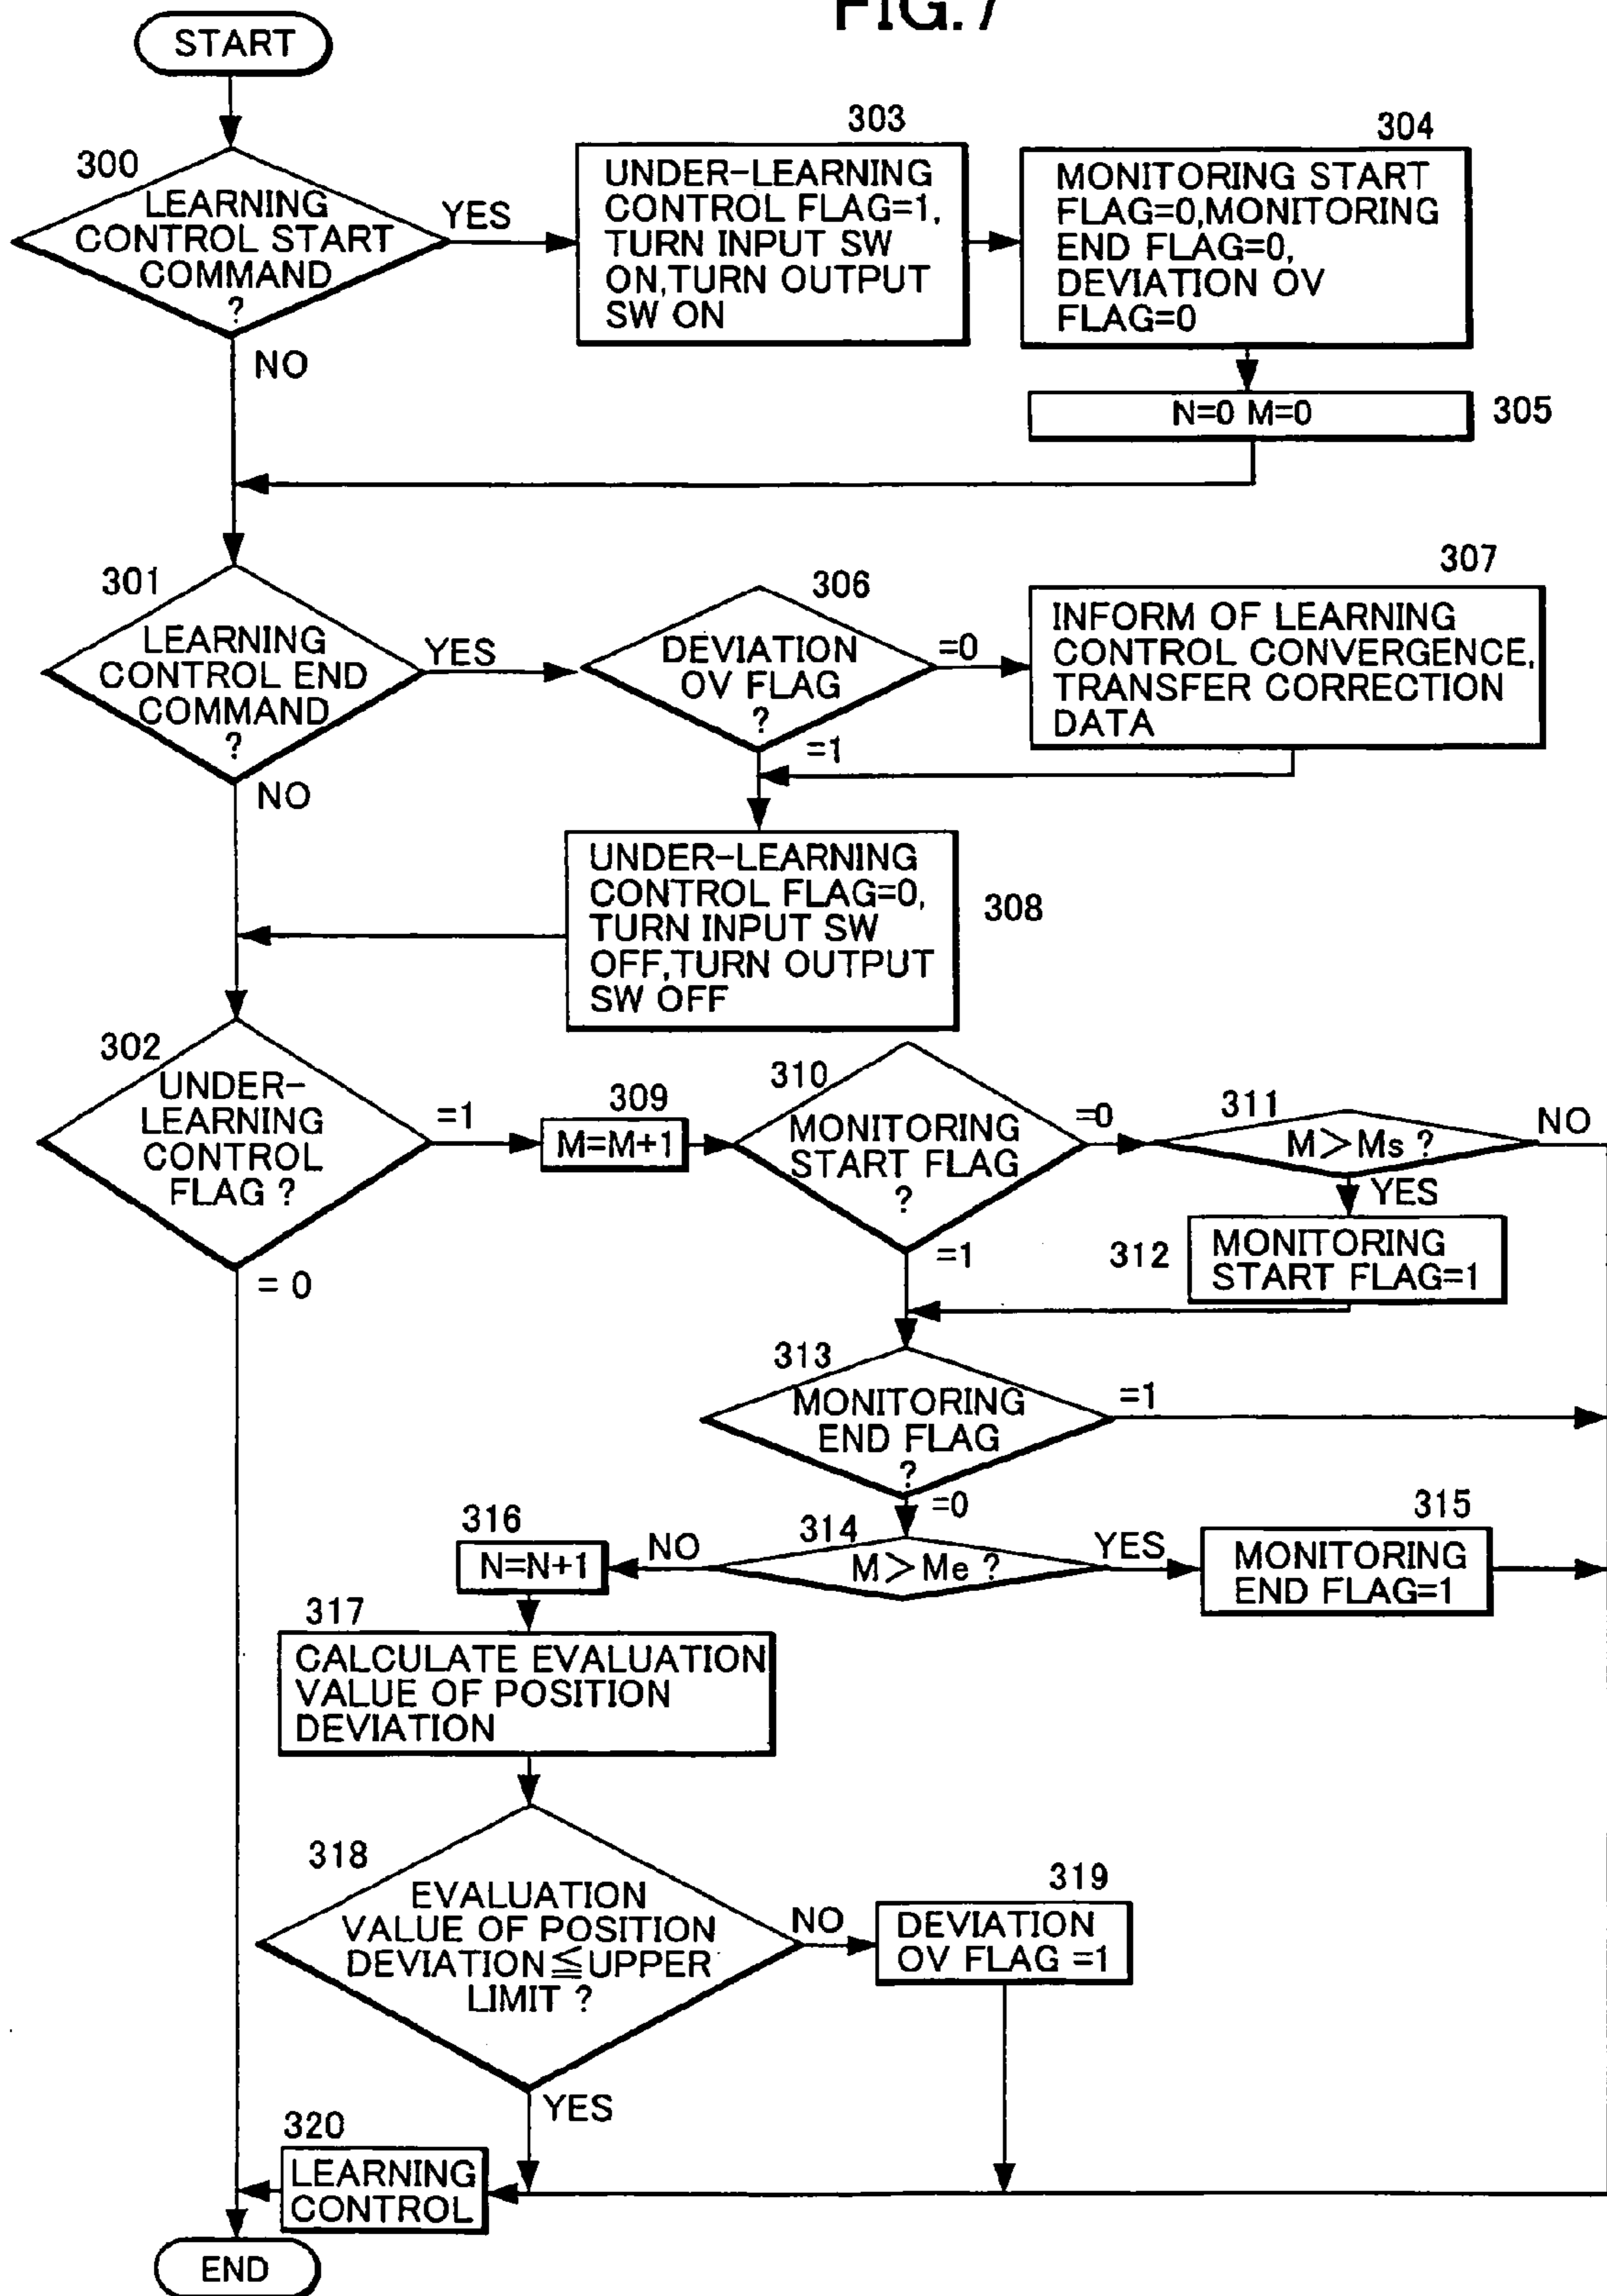 FIG.7
START
300
LEARNING
CONTROL START
COMMAND
?
YES
NO
303
UNDER-LEARNING
CONTROL FLAG=1,
TURN INPUT SW
ON,TURN OUTPUT
SW ON
304
MONITORING START
FLAG=0,MONITORING
END FLAG=0,
DEVIATION OV
FLAG=0
N=0 M=0
305
301
LEARNING
CONTROL END
COMMAND
?
YES
NO
306
DEVIATION
OV FLAG
?
=0
=1
307
INFORM OF LEARNING
CONTROL CONVERGENCE,
TRANSFER CORRECTION
DATA
UNDER-LEARNING
CONTROL FLAG=0,
TURN INPUT SW
OFF,TURN OUTPUT
SW OFF
308
302
UNDER-
LEARNING
CONTROL
FLAG ?
=1
= 0
309
M=M+1
310
MONITORING
START FLAG
?
=0
=1
311
M>Ms ?
NO
YES
312
MONITORING
START FLAG=1
313
MONITORING
END FLAG
?
=1
=0
314
M>Me ?
NO
YES
315
MONITORING
END FLAG=1
316
N=N+1
317
CALCULATE EVALUATION
VALUE OF POSITION
DEVIATION
318
EVALUATION
VALUE OF POSITION
DEVIATION≦UPPER
LIMIT ?
NO
YES
319
DEVIATION
OV FLAG =1
320
LEARNING
CONTROL
END